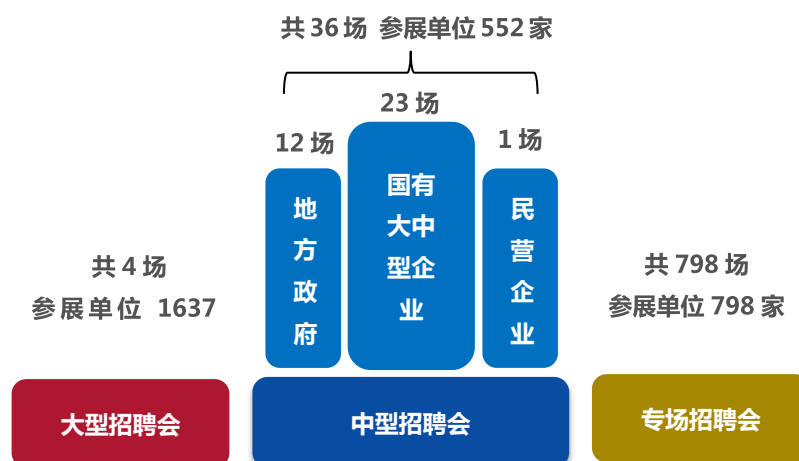 共 36 场 参展单位 552 家
23 场
12 场
1 场
国有
大中
型企
业
地
方
政
府
民
营
企
业
共 4 场
参展单位 1637
共 798 场
参展单位 798 家
大型招聘会
中型招聘会
专场招聘会